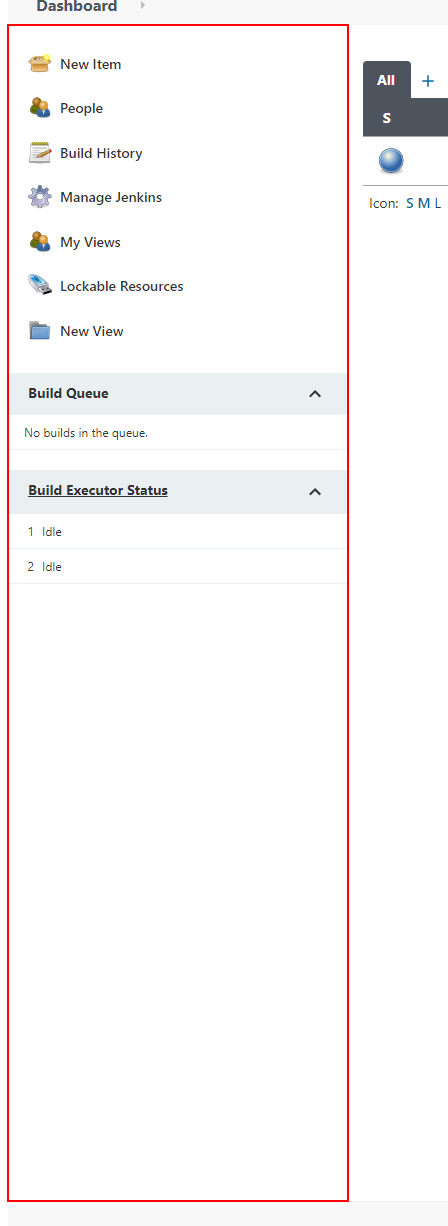 Dashboard
New Item
People
Build History
Manage Jenkins
My Views
Lockable Resources
New View
Build Queue
No builds in the queue.
Build Executor Status
1 Idle
2 Idle
All +
S
Icon: S M L